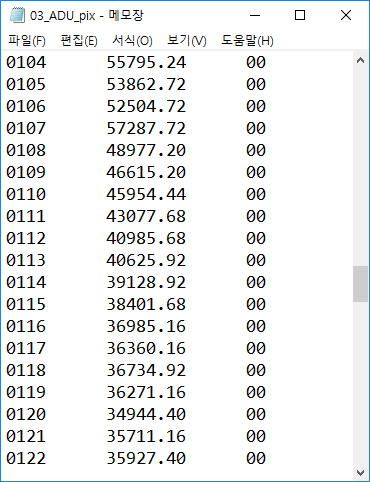 03_ADU_pix - 메모장
파일(F) 편집(E) 서식(O) 보기(V) 도움말(H)
0104 55795.24 00
0105 53862.72 00
0106 52504.72 00
0107 57287.72 00
0108 48977.20 00
0109 46615.20 00
0110 45954.44 00
0111 43077.68 00
0112 40985.68 00
0113 40625.92 00
0114 39128.92 00
0115 38401.68 00
0116 36985.16 00
0117 36360.16 00
0118 36734.92 00
0119 36271.16 00
0120 34944.40 00
0121 35711.16 00
0122 35927.40 00